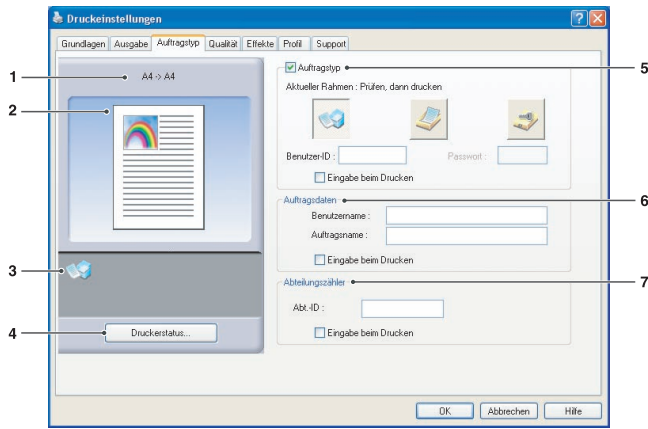 Druckeinstellungen
Grundlagen Ausgabe Auftragstyp Qualität Effekte Profil Support
1
A4 -> A4
2
3
4
Druckerstatus...
Auftragstyp
5
Aktueller Rahmen : Prüfen, dann drucken
Benutzer-ID :
Passwort :
Eingabe beim Drucken
Auftragsdaten
6
Benutzername :
Auftragsname :
Eingabe beim Drucken
Abteilungszähler
7
Abt.-ID :
Eingabe beim Drucken
OK Abbrechen Hilfe